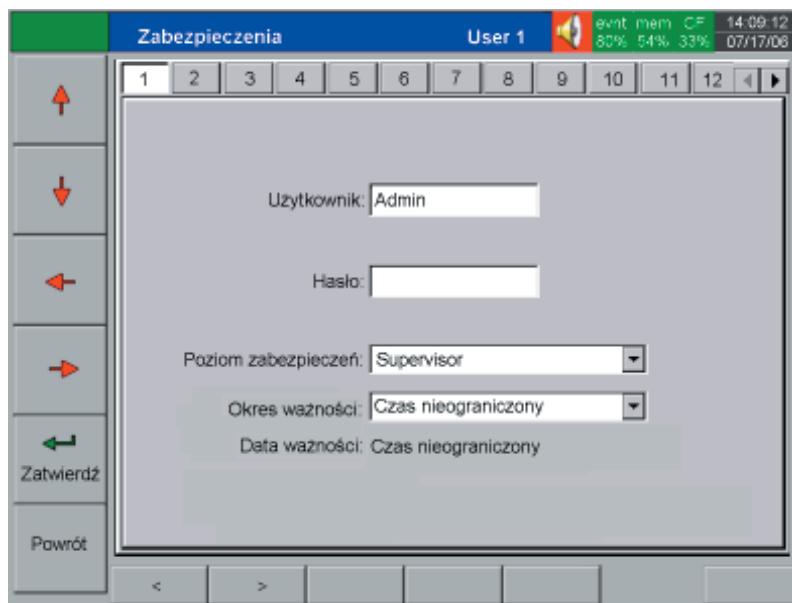 Zabezpieczenia User 1 evnt mem CF 14:09:12
80% 54% 33% 07/17/06
1 2 3 4 5 6 7 8 9 10 11 12
Użytkownik: Admin
Hasło:
Poziom zabezpieczeń: Supervisor
Okres ważności: Czas nieograniczony
Data ważności: Czas nieograniczony
Zatwierdź
Powrót
< >